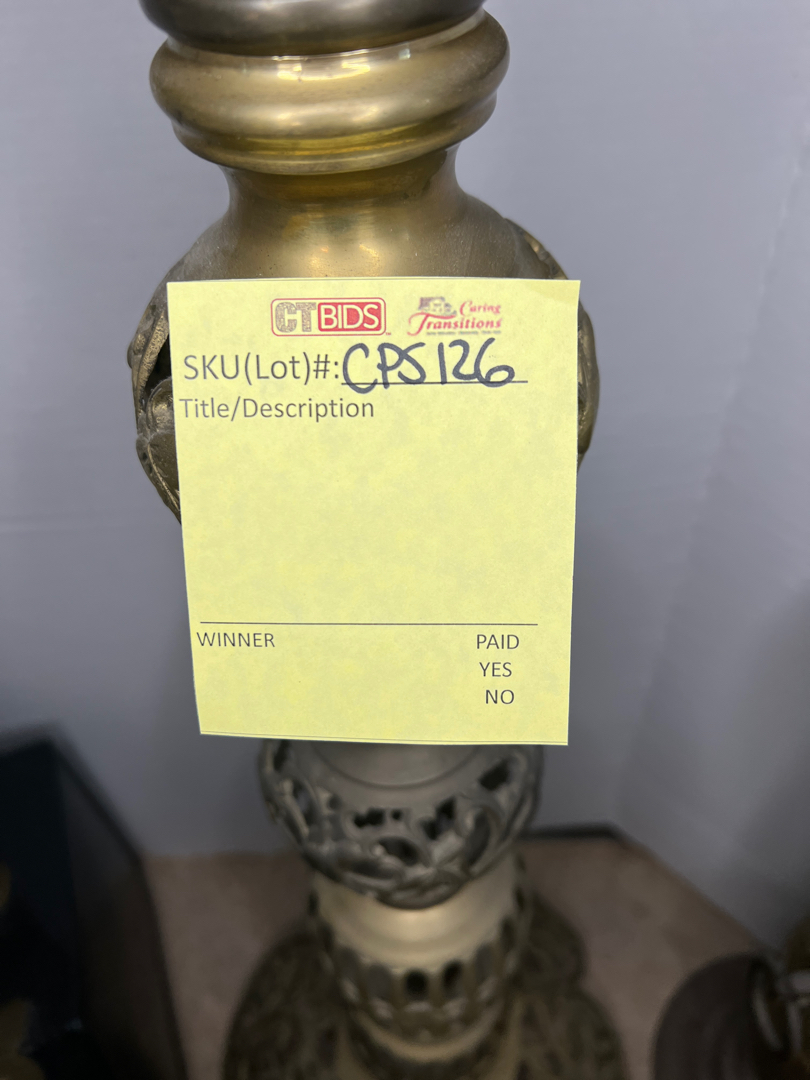 CTBIDS
Caring
Transitions
SKU(Lot)#: CPS126
Title/Description
WINNER PAID
YES
NO